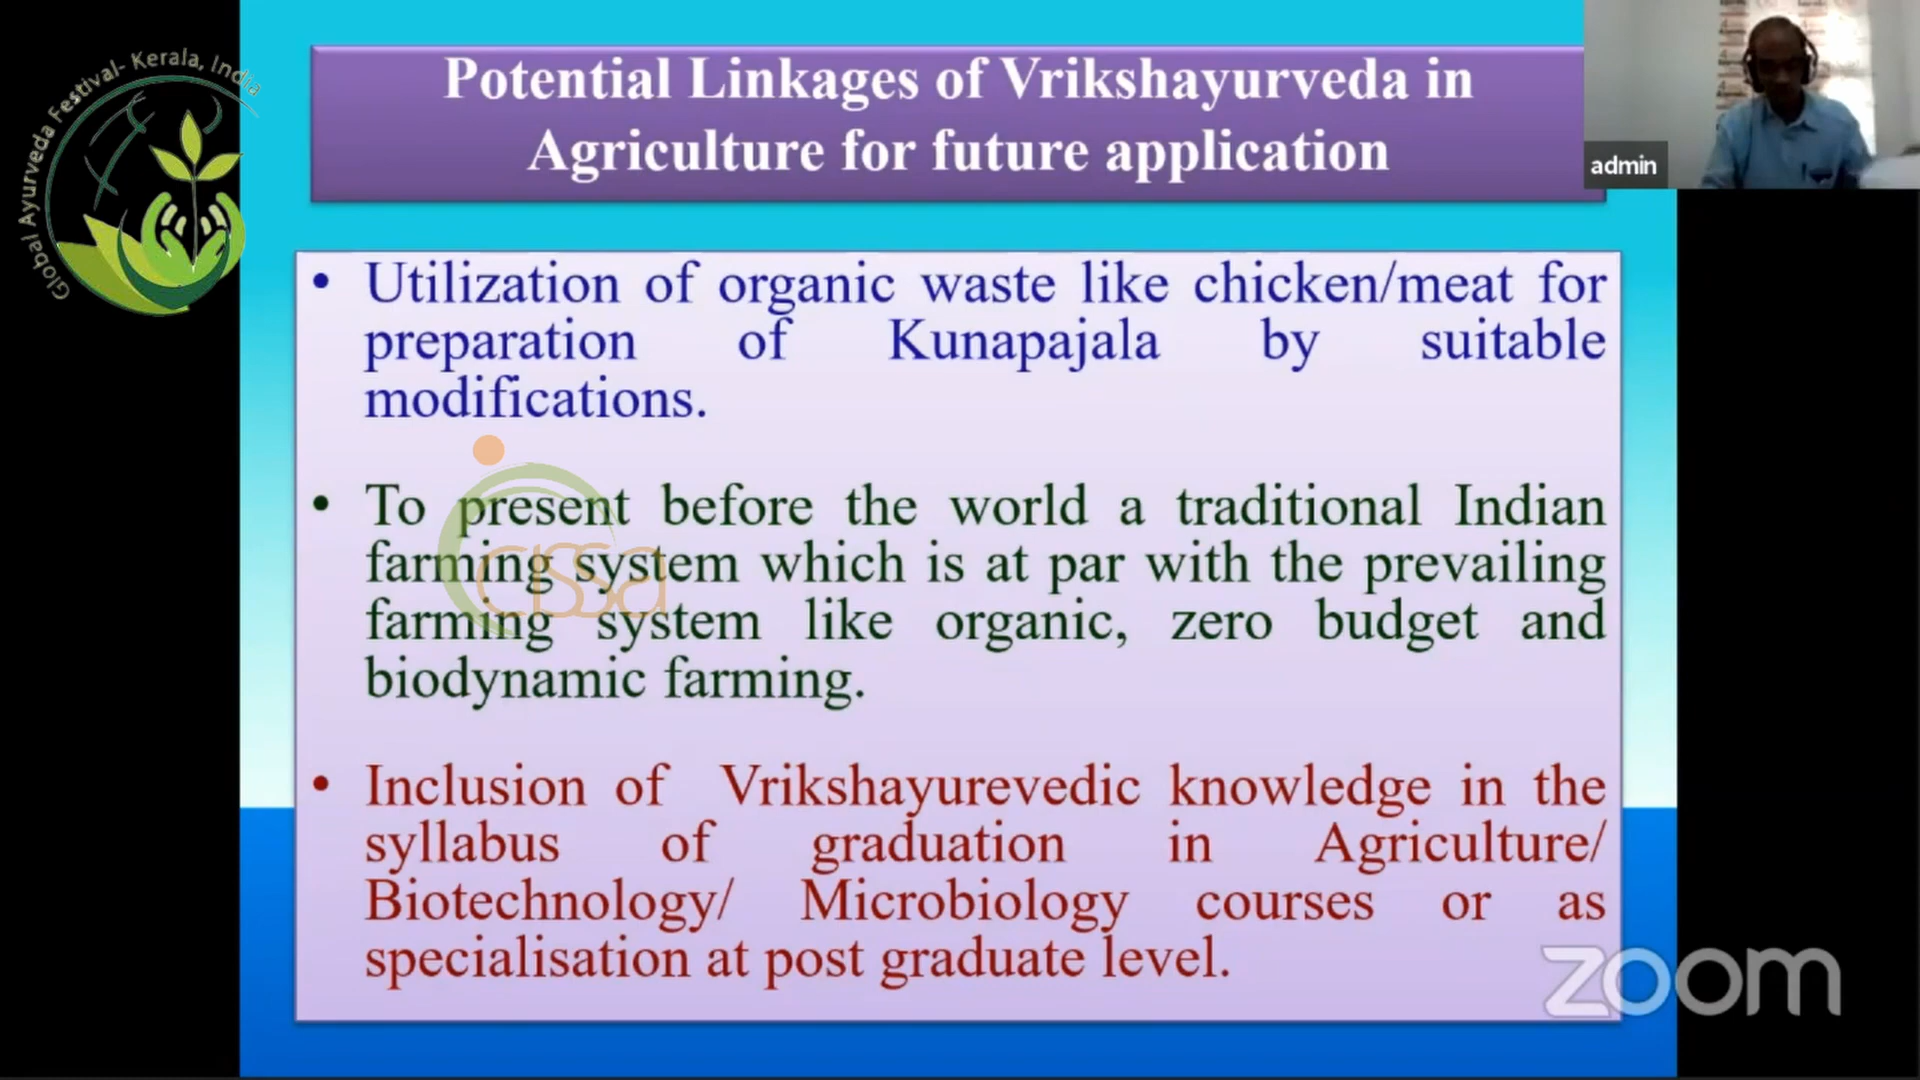 Global Ayurveda Festival- Kerala, India
Potential Linkages of Vrikshayurveda in
Agriculture for future application
admin
• Utilization of organic waste like chicken/meat for
preparation of Kunapajala by suitable
modifications.
• To present before the world a traditional Indian
farming system which is at par with the prevailing
farming system like organic, zero budget and
biodynamic farming.
cissa
• Inclusion of Vrikshayurevedic knowledge in the
syllabus of graduation in Agriculture/
Biotechnology/ Microbiology courses or as
specialisation at post graduate level.
zoom